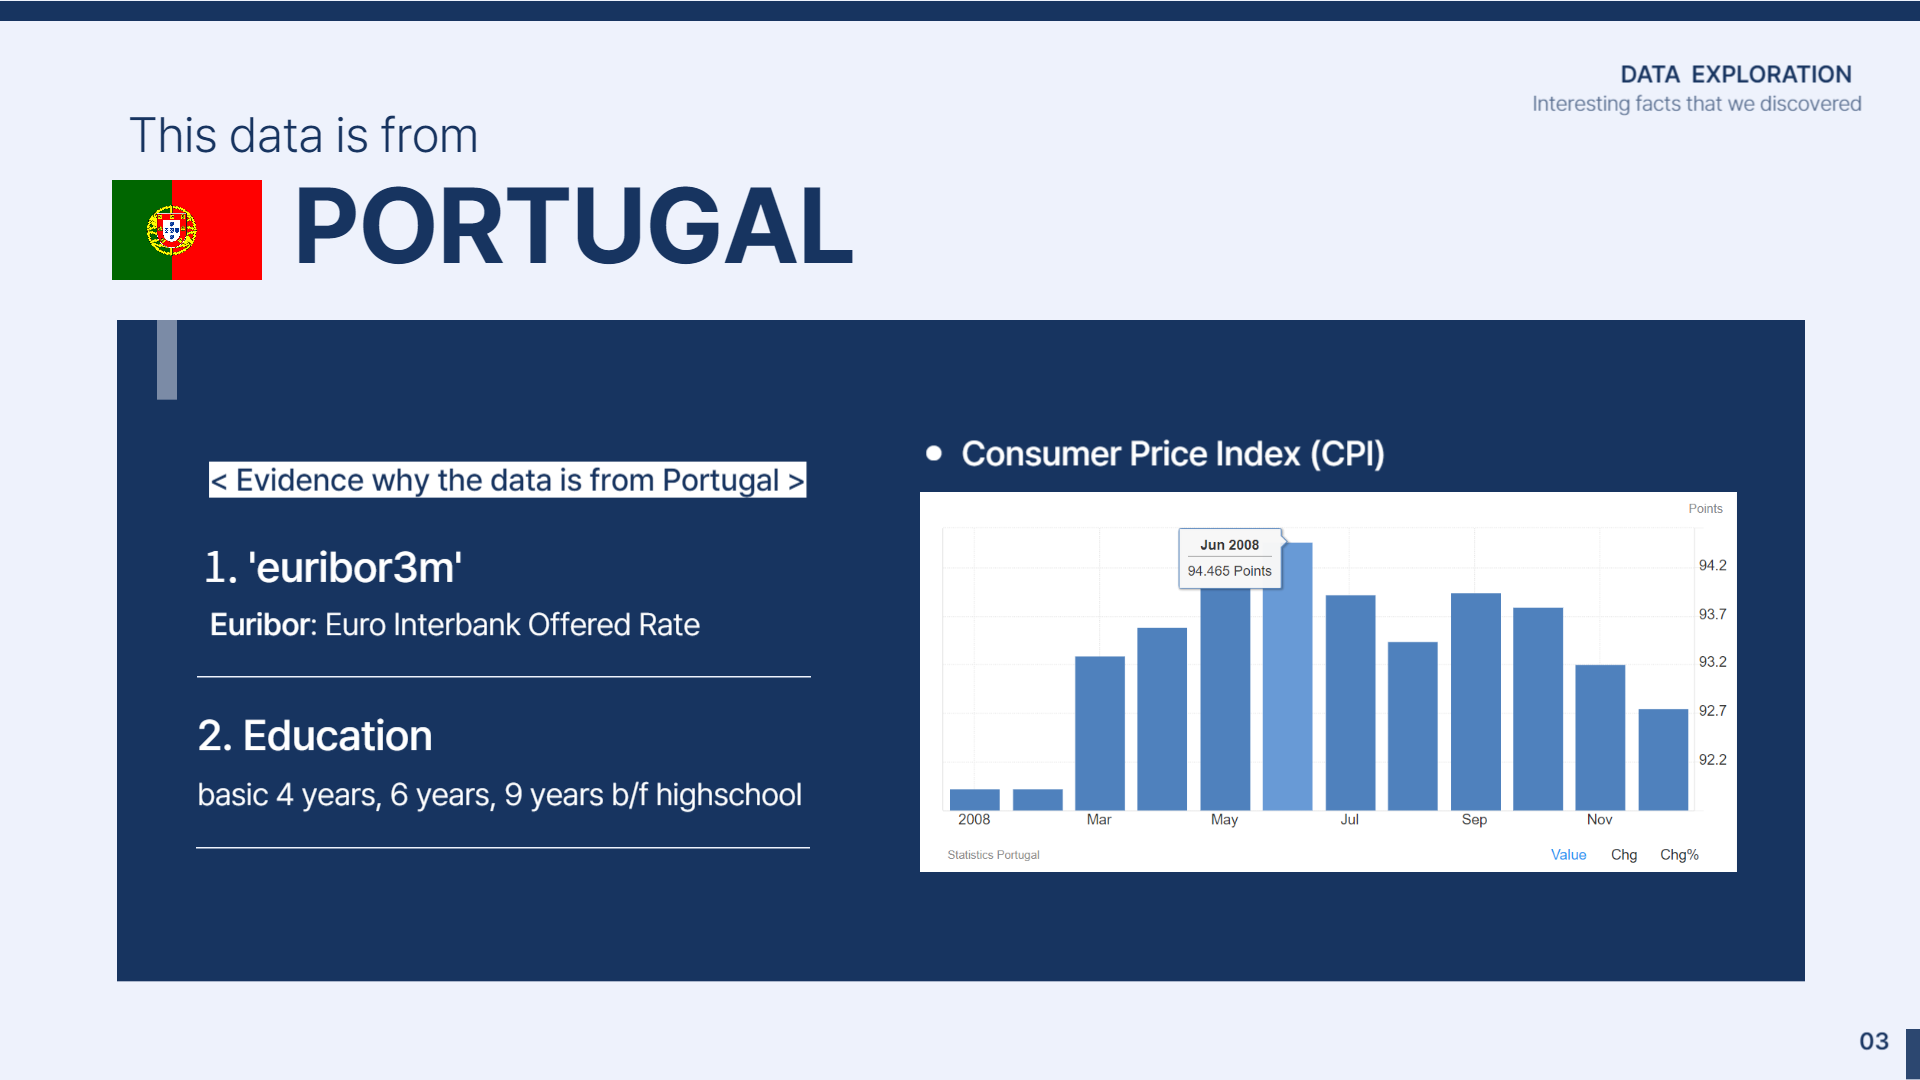 DATA EXPLORATION
Interesting facts that we discovered
This data is from
PORTUGAL
< Evidence why the data is from Portugal >
1. 'euribor3m'
Euribor: Euro Interbank Offered Rate
2. Education
basic 4 years, 6 years, 9 years b/f highschool
• Consumer Price Index (CPI)
Points
Jun 2008
94.465 Points
94.2
93.7
93.2
92.7
92.2
2008 Mar May Jul Sep Nov
Statistics Portugal
Value Chg Chg%
03